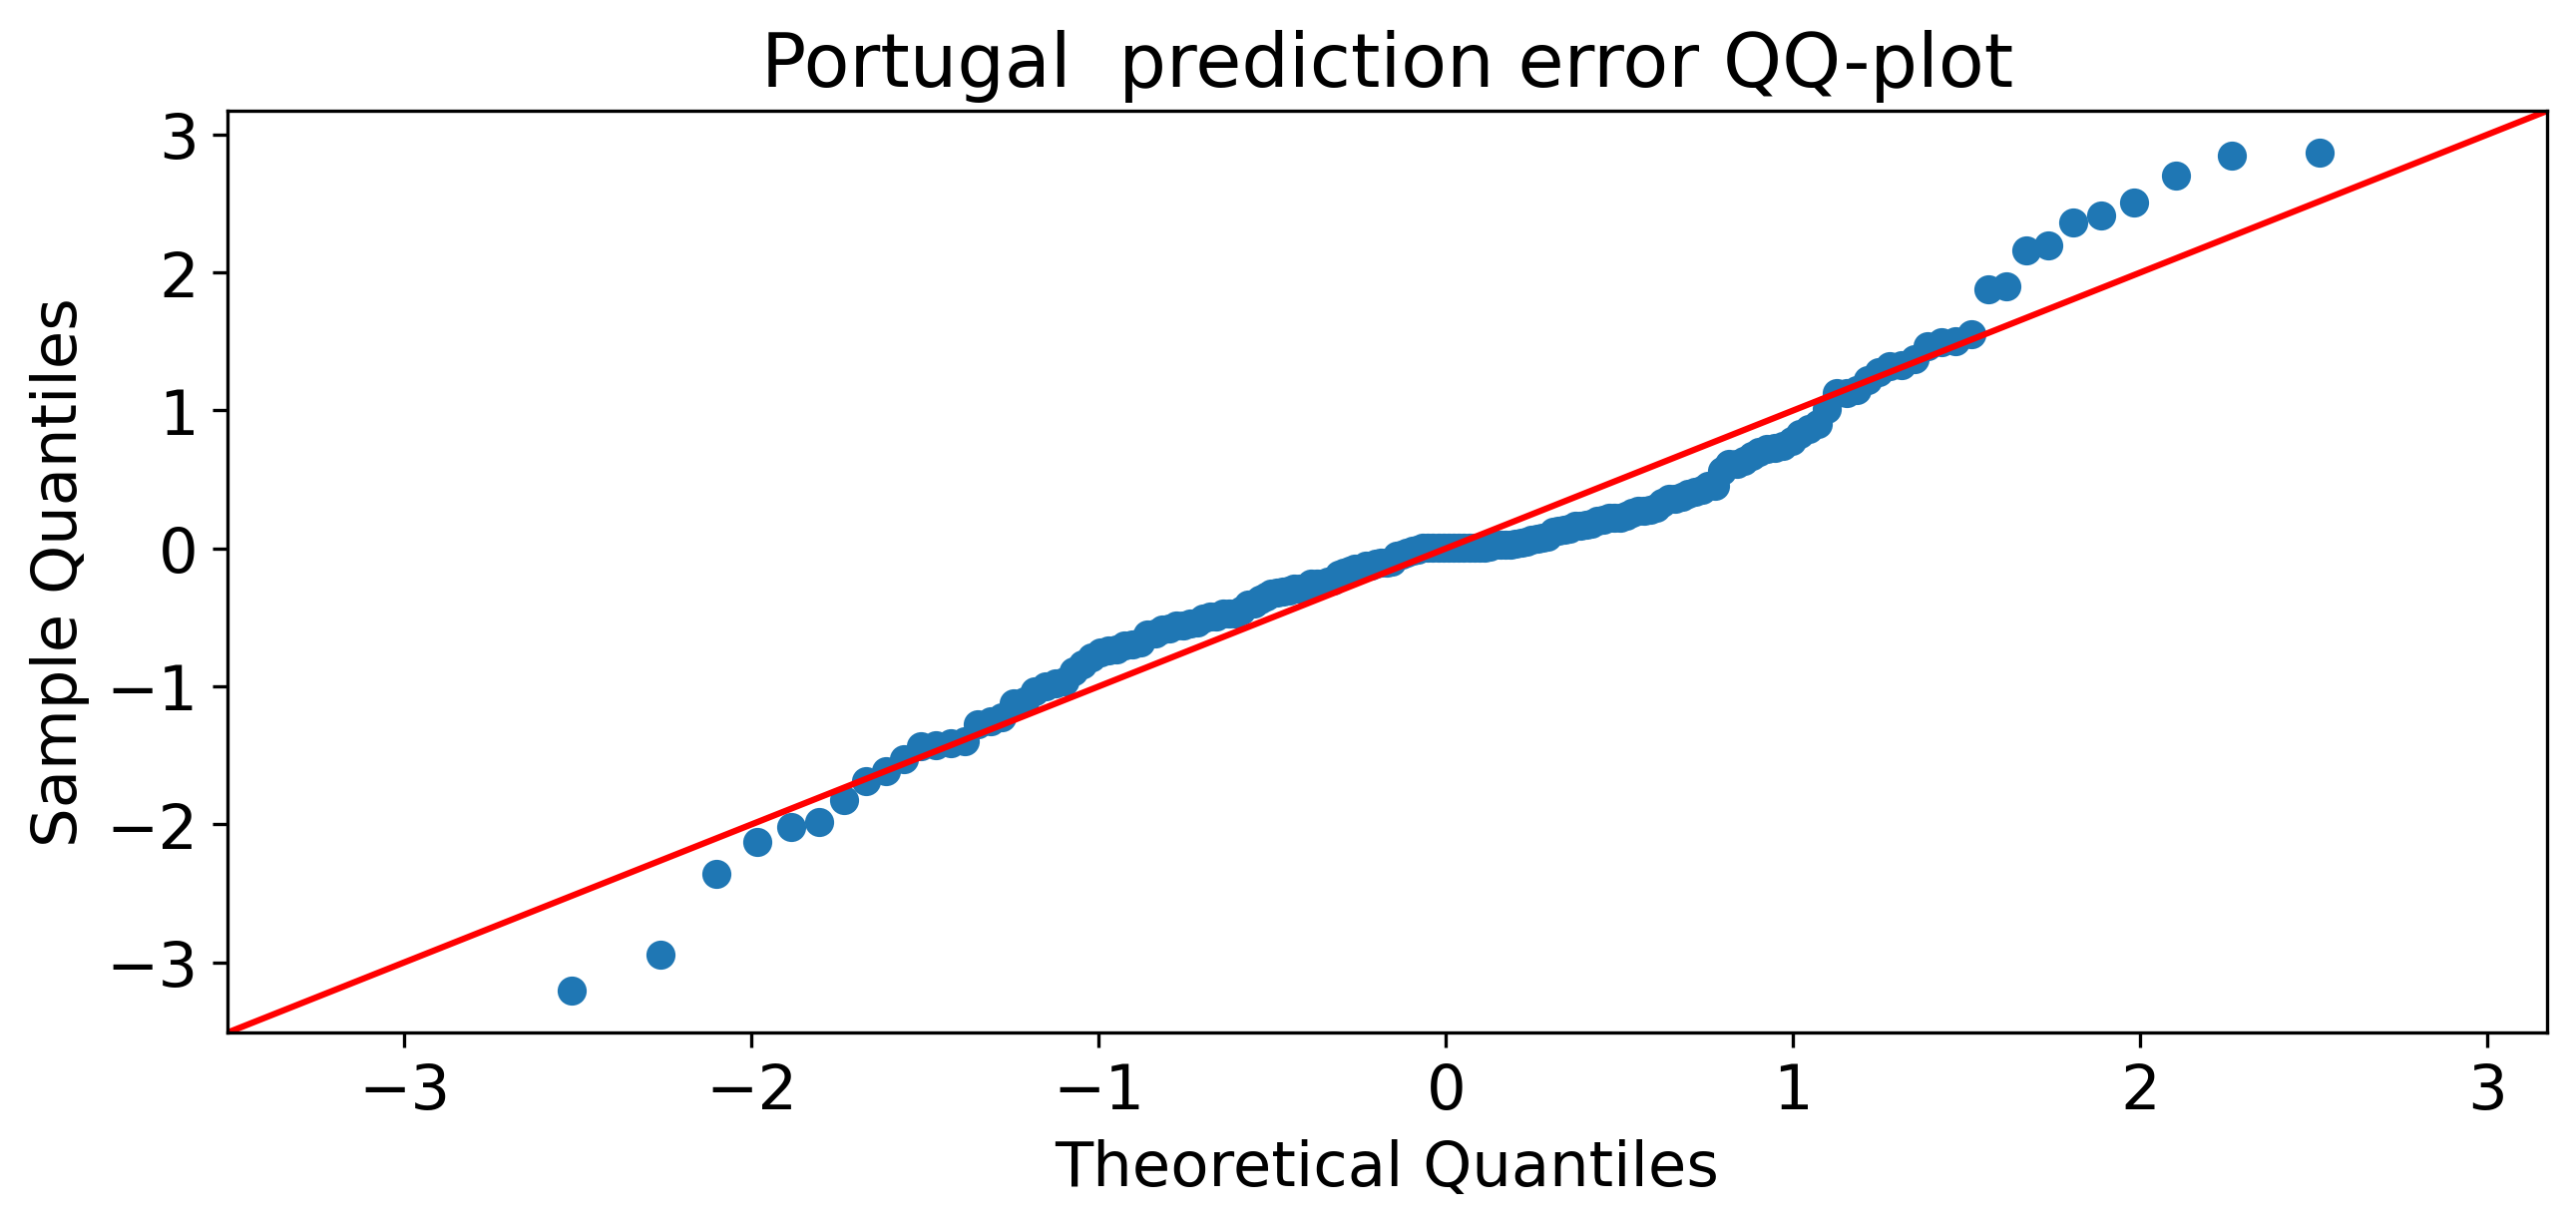 Portugal  prediction error QQ-plot
3
2
1
0
−1
−2
−3
Sample Quantiles
−3 −2 −1 0 1 2 3
Theoretical Quantiles